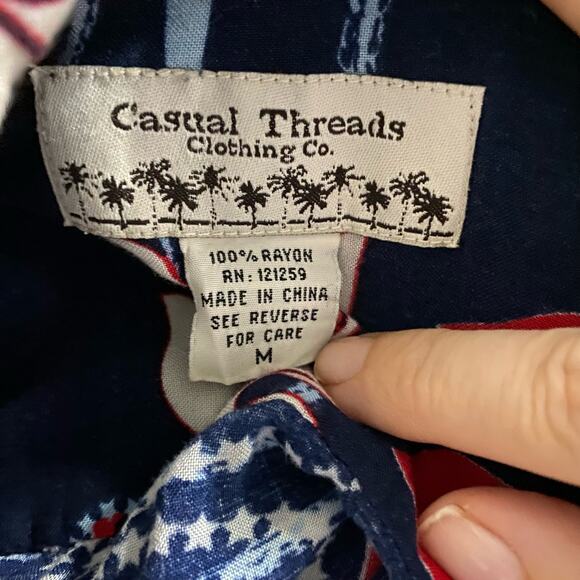 Casual Threads
Clothing Co.
100% RAYON
RN: 121259
MADE IN CHINA
SEE REVERSE
FOR CARE
M